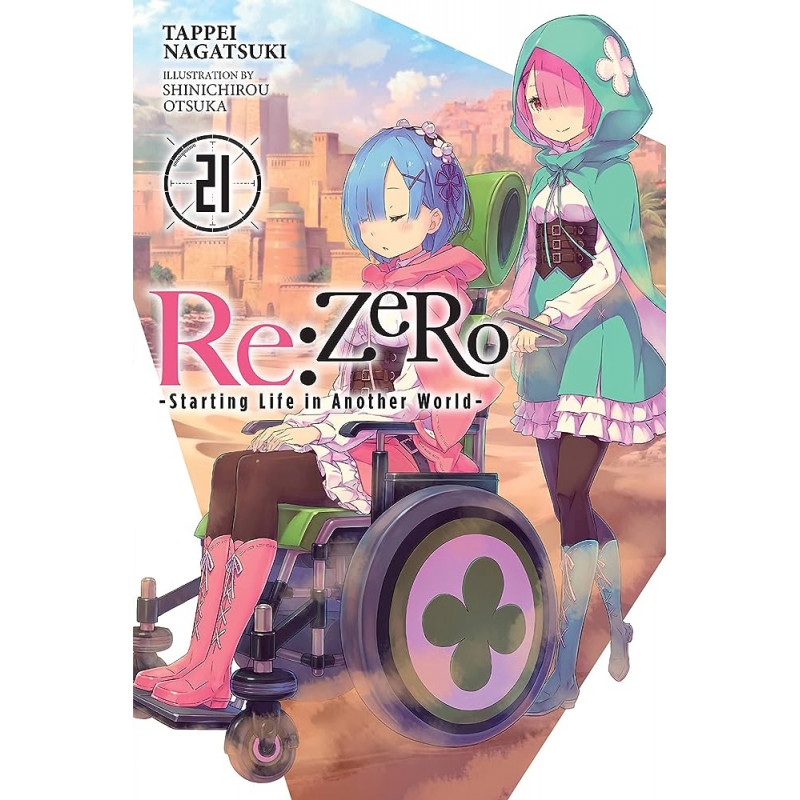 TAPPEI
NAGATSUKI
ILLUSTRATION BY
SHINICHIROU
OTSUKA
21
Re:ZeRo
-Starting Life in Another World-